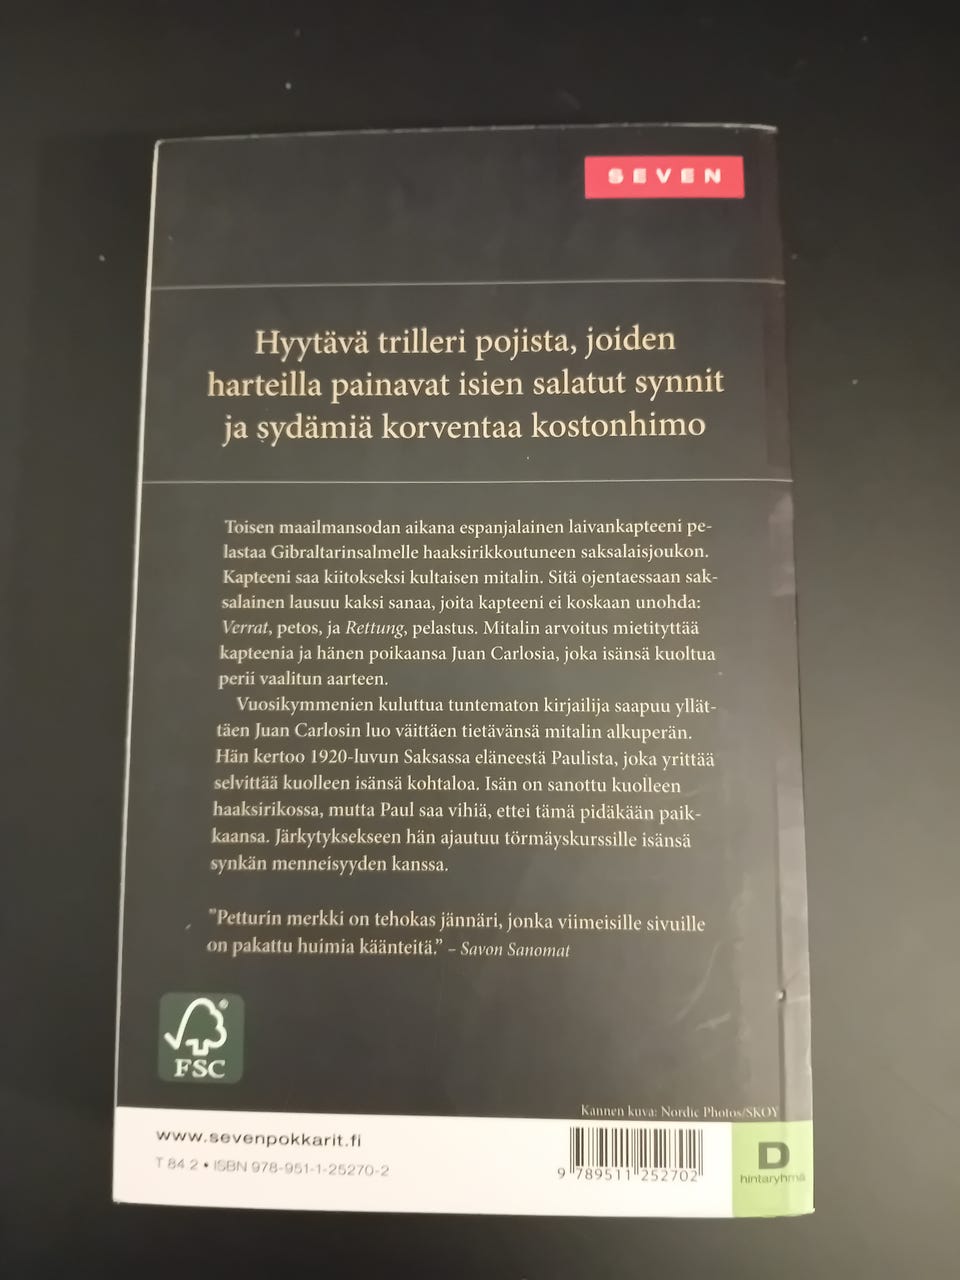 SEVEN
Hyytävä trilleri pojista, joiden
harteilla painavat isien salatut synnit
ja sydämiä korventaa kostonhimo
Toisen maailmansodan aikana espanjalainen laivankapteeni pe-
lastaa Gibraltarinsalmelle haaksirikkoutuneen saksalaisjoukon.
Kapteeni saa kiitokseksi kultaisen mitalin. Sitä ojentaessaan sak-
salainen lausuu kaksi sanaa, joita kapteeni ei koskaan unohda:
Verrat, petos, ja Rettung, pelastus. Mitalin arvoitus mietityttää
kapteenia ja hänen poikaansa Juan Carlosia, joka isänsä kuoltua
perii vaalitun aarteen.
Vuosikymmenien kuluttua tuntematon kirjailija saapuu yllät-
täen Juan Carlosin luo väittäen tietävänsä mitalin alkuperän.
Hän kertoo 1920-luvun Saksassa eläneestä Paulista, joka yrittää
selvittää kuolleen isänsä kohtaloa. Isän on sanottu kuolleen
haaksirikossa, mutta Paul saa vihiä, ettei tämä pidäkään paik-
kaansa. Järkytyksekseen hän ajautuu törmäyskurssille isänsä
synkän menneisyyden kanssa.
"Petturin merkki on tehokas jännäri, jonka viimeisille sivuille
on pakattu huimia käänteitä." – Savon Sanomat
FSC
Kannen kuva: Nordic Photos/SKOY
www.sevenpokkarit.fi
T 84 2 • ISBN 978-951-1-25270-2
9 789511 252702
D
hintaryhmä